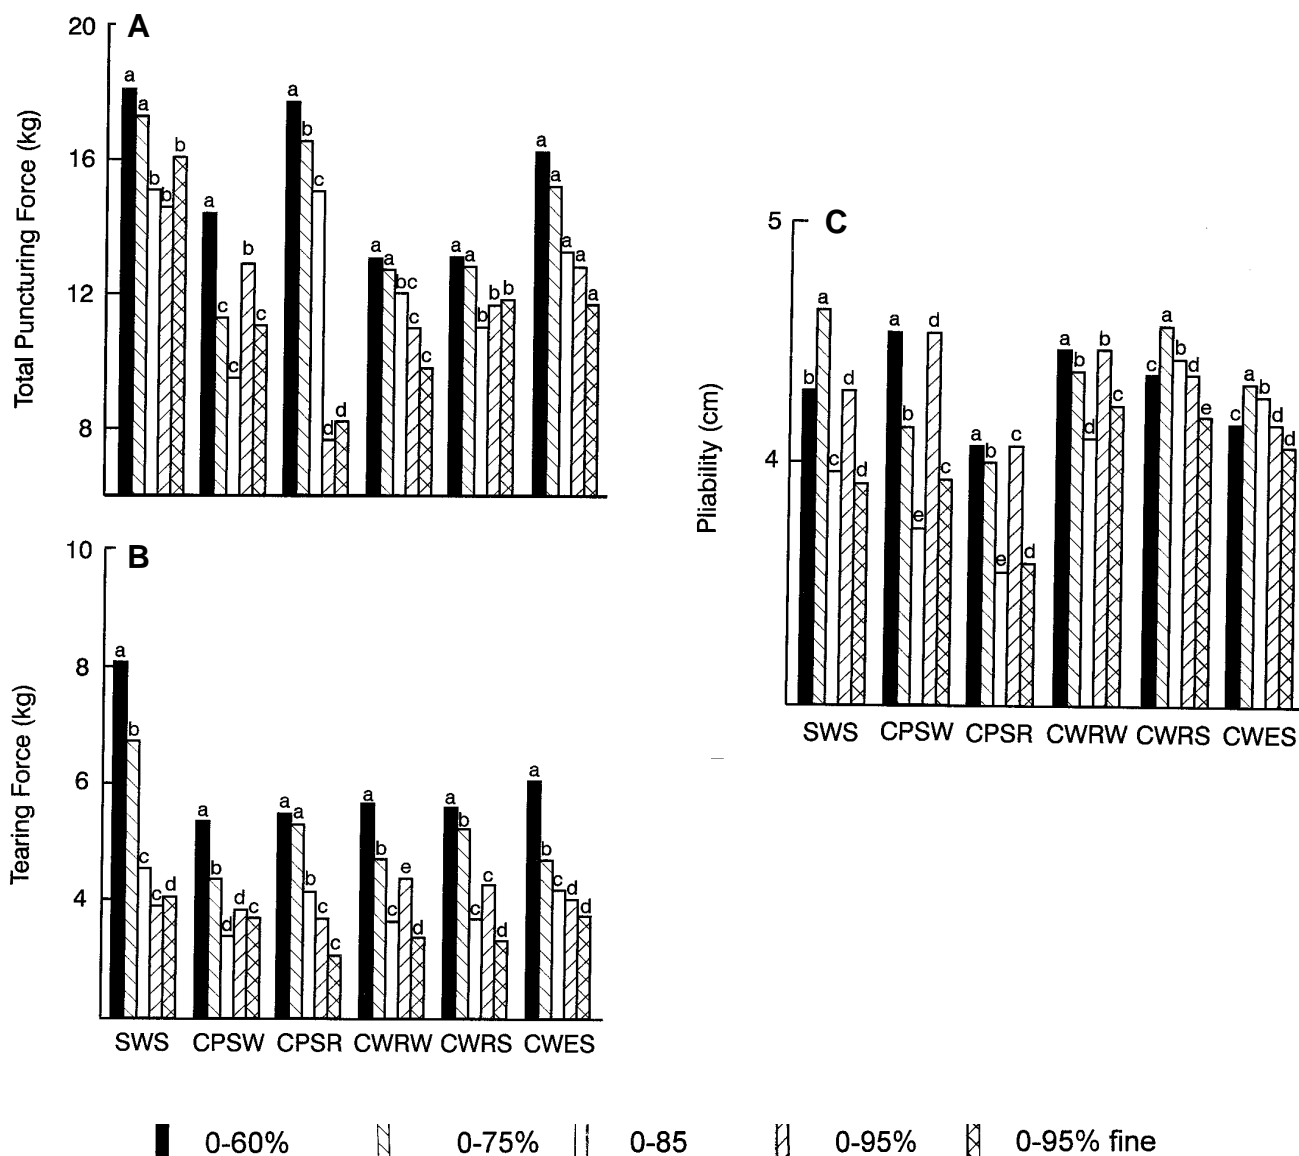 A
20
16
12
8
Total Puncturing Force (kg)
a a b b b
a c c b c
a b c d d
a a bc c c
a a b b b
a a a a a
B
10
8
6
4
Tearing Force (kg)
a b c c d
a b d d c
a a b c c
a b c e d
a b c c d
a b c d d
SWS CPSW CPSR CWRW CWRS CWES
C
5
4
Pliability (cm)
b a c d d
a b e d c
a b e c d
a b d b c
c a b d e
c a b d d
SWS CPSW CPSR CWRW CWRS CWES
0-60% 0-75% 0-85 0-95% 0-95% fine